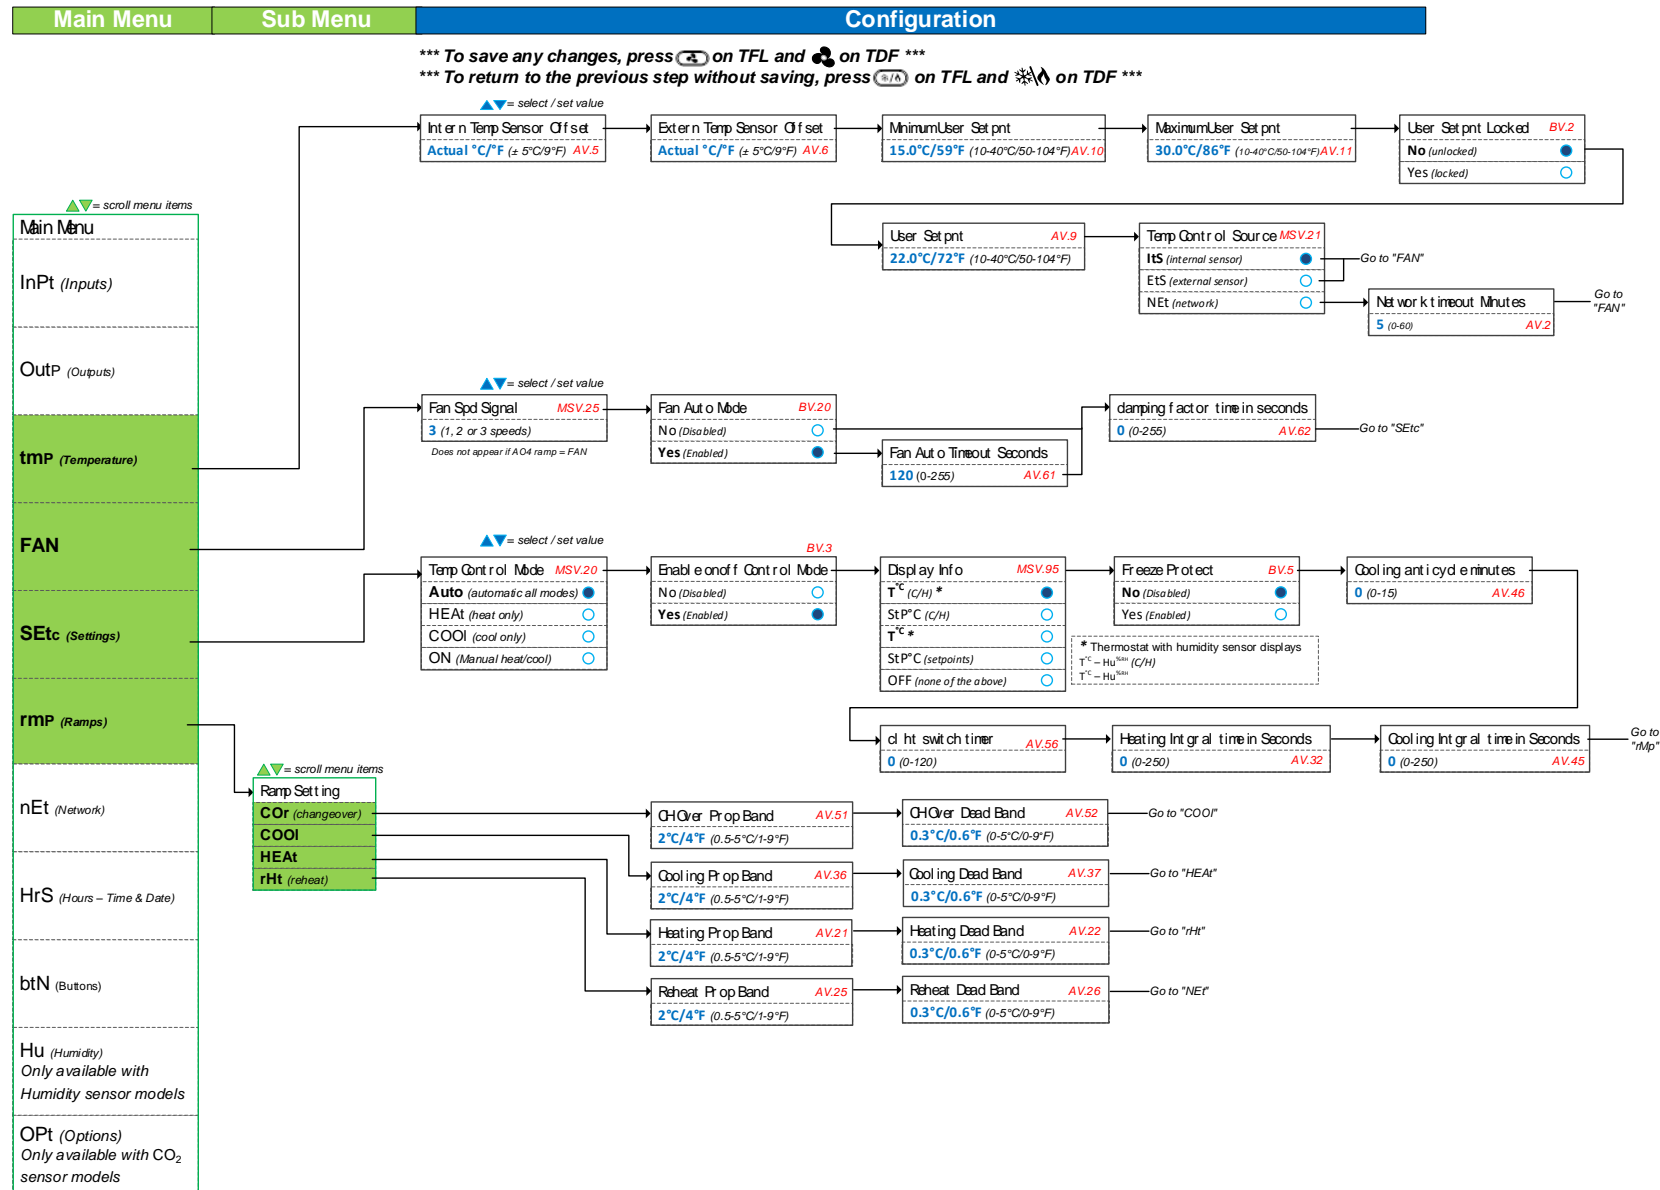 Main Menu
Sub Menu
Configuration
*** To save any changes, press on TFL and on TDF ***
*** To return to the previous step without saving, press on TFL and on TDF ***
= select / set value
Intern Temp Sensor Offset
Actual °C/°F (± 5°C/9°F) AV.5
Extern Temp Sensor Offset
Actual °C/°F (± 5°C/9°F) AV.6
Minimum User Setpnt
15.0°C/59°F (10-40°C/50-104°F) AV.10
Maximum User Setpnt
30.0°C/86°F (10-40°C/50-104°F) AV.11
User Setpnt Locked BV.2
No (unlocked)
Yes (locked)
User Setpnt AV.9
22.0°C/72°F (10-40°C/50-104°F)
Temp Control Source MSV.21
ItS (internal sensor)
EtS (external sensor)
NEt (network)
Go to "FAN"
Network timeout Minutes
5 (0-60) AV.2
Go to
"FAN"
= scroll menu items
Main Menu
InPt (Inputs)
OutP (Outputs)
tmP (Temperature)
FAN
SEtc (Settings)
rmP (Ramps)
nEt (Network)
HrS (Hours – Time & Date)
btN (Buttons)
Hu (Humidity)
Only available with
Humidity sensor models
OPt (Options)
Only available with CO2
sensor models
= select / set value
Fan Spd Signal MSV.25
3 (1, 2 or 3 speeds)
Does not appear if AO4 ramp = FAN
Fan Auto Mode BV.20
No (Disabled)
Yes (Enabled)
Fan Auto Timeout Seconds
120 (0-255) AV.61
damping factor time in seconds
0 (0-255) AV.62
Go to "SEtc"
= select / set value
Temp Control Mode MSV.20
Auto (automatic all modes)
HEAt (heat only)
COOl (cool only)
ON (Manual heat/cool)
BV.3
Enable onoff Control Mode
No (Disabled)
Yes (Enabled)
Display Info MSV.95
T°C (C/H) *
StP°C (C/H)
T°C *
StP°C (setpoints)
OFF (none of the above)
Freeze Protect BV.5
No (Disabled)
Yes (Enabled)
* Thermostat with humidity sensor displays
T°C – Hu%RH (C/H)
T°C – Hu%RH
Cooling anticycle minutes
0 (0-15) AV.46
cl ht switch timer AV.56
0 (0-120)
Heating Intgral time in Seconds
0 (0-250) AV.32
Cooling Intgral time in Seconds
0 (0-250) AV.45
Go to
"rMp"
= scroll menu items
Ramp Setting
COr (changeover)
COOl
HEAt
rHt (reheat)
CHOver Prop Band AV.51
2°C/4°F (0.5-5°C/1-9°F)
CHOver Dead Band AV.52
0.3°C/0.6°F (0-5°C/0-9°F)
Go to "COOl"
Cooling Prop Band AV.36
2°C/4°F (0.5-5°C/1-9°F)
Cooling Dead Band AV.37
0.3°C/0.6°F (0-5°C/0-9°F)
Go to "HEAt"
Heating Prop Band AV.21
2°C/4°F (0.5-5°C/1-9°F)
Heating Dead Band AV.22
0.3°C/0.6°F (0-5°C/0-9°F)
Go to "rHt"
Reheat Prop Band AV.25
2°C/4°F (0.5-5°C/1-9°F)
Reheat Dead Band AV.26
0.3°C/0.6°F (0-5°C/0-9°F)
Go to "NEt"